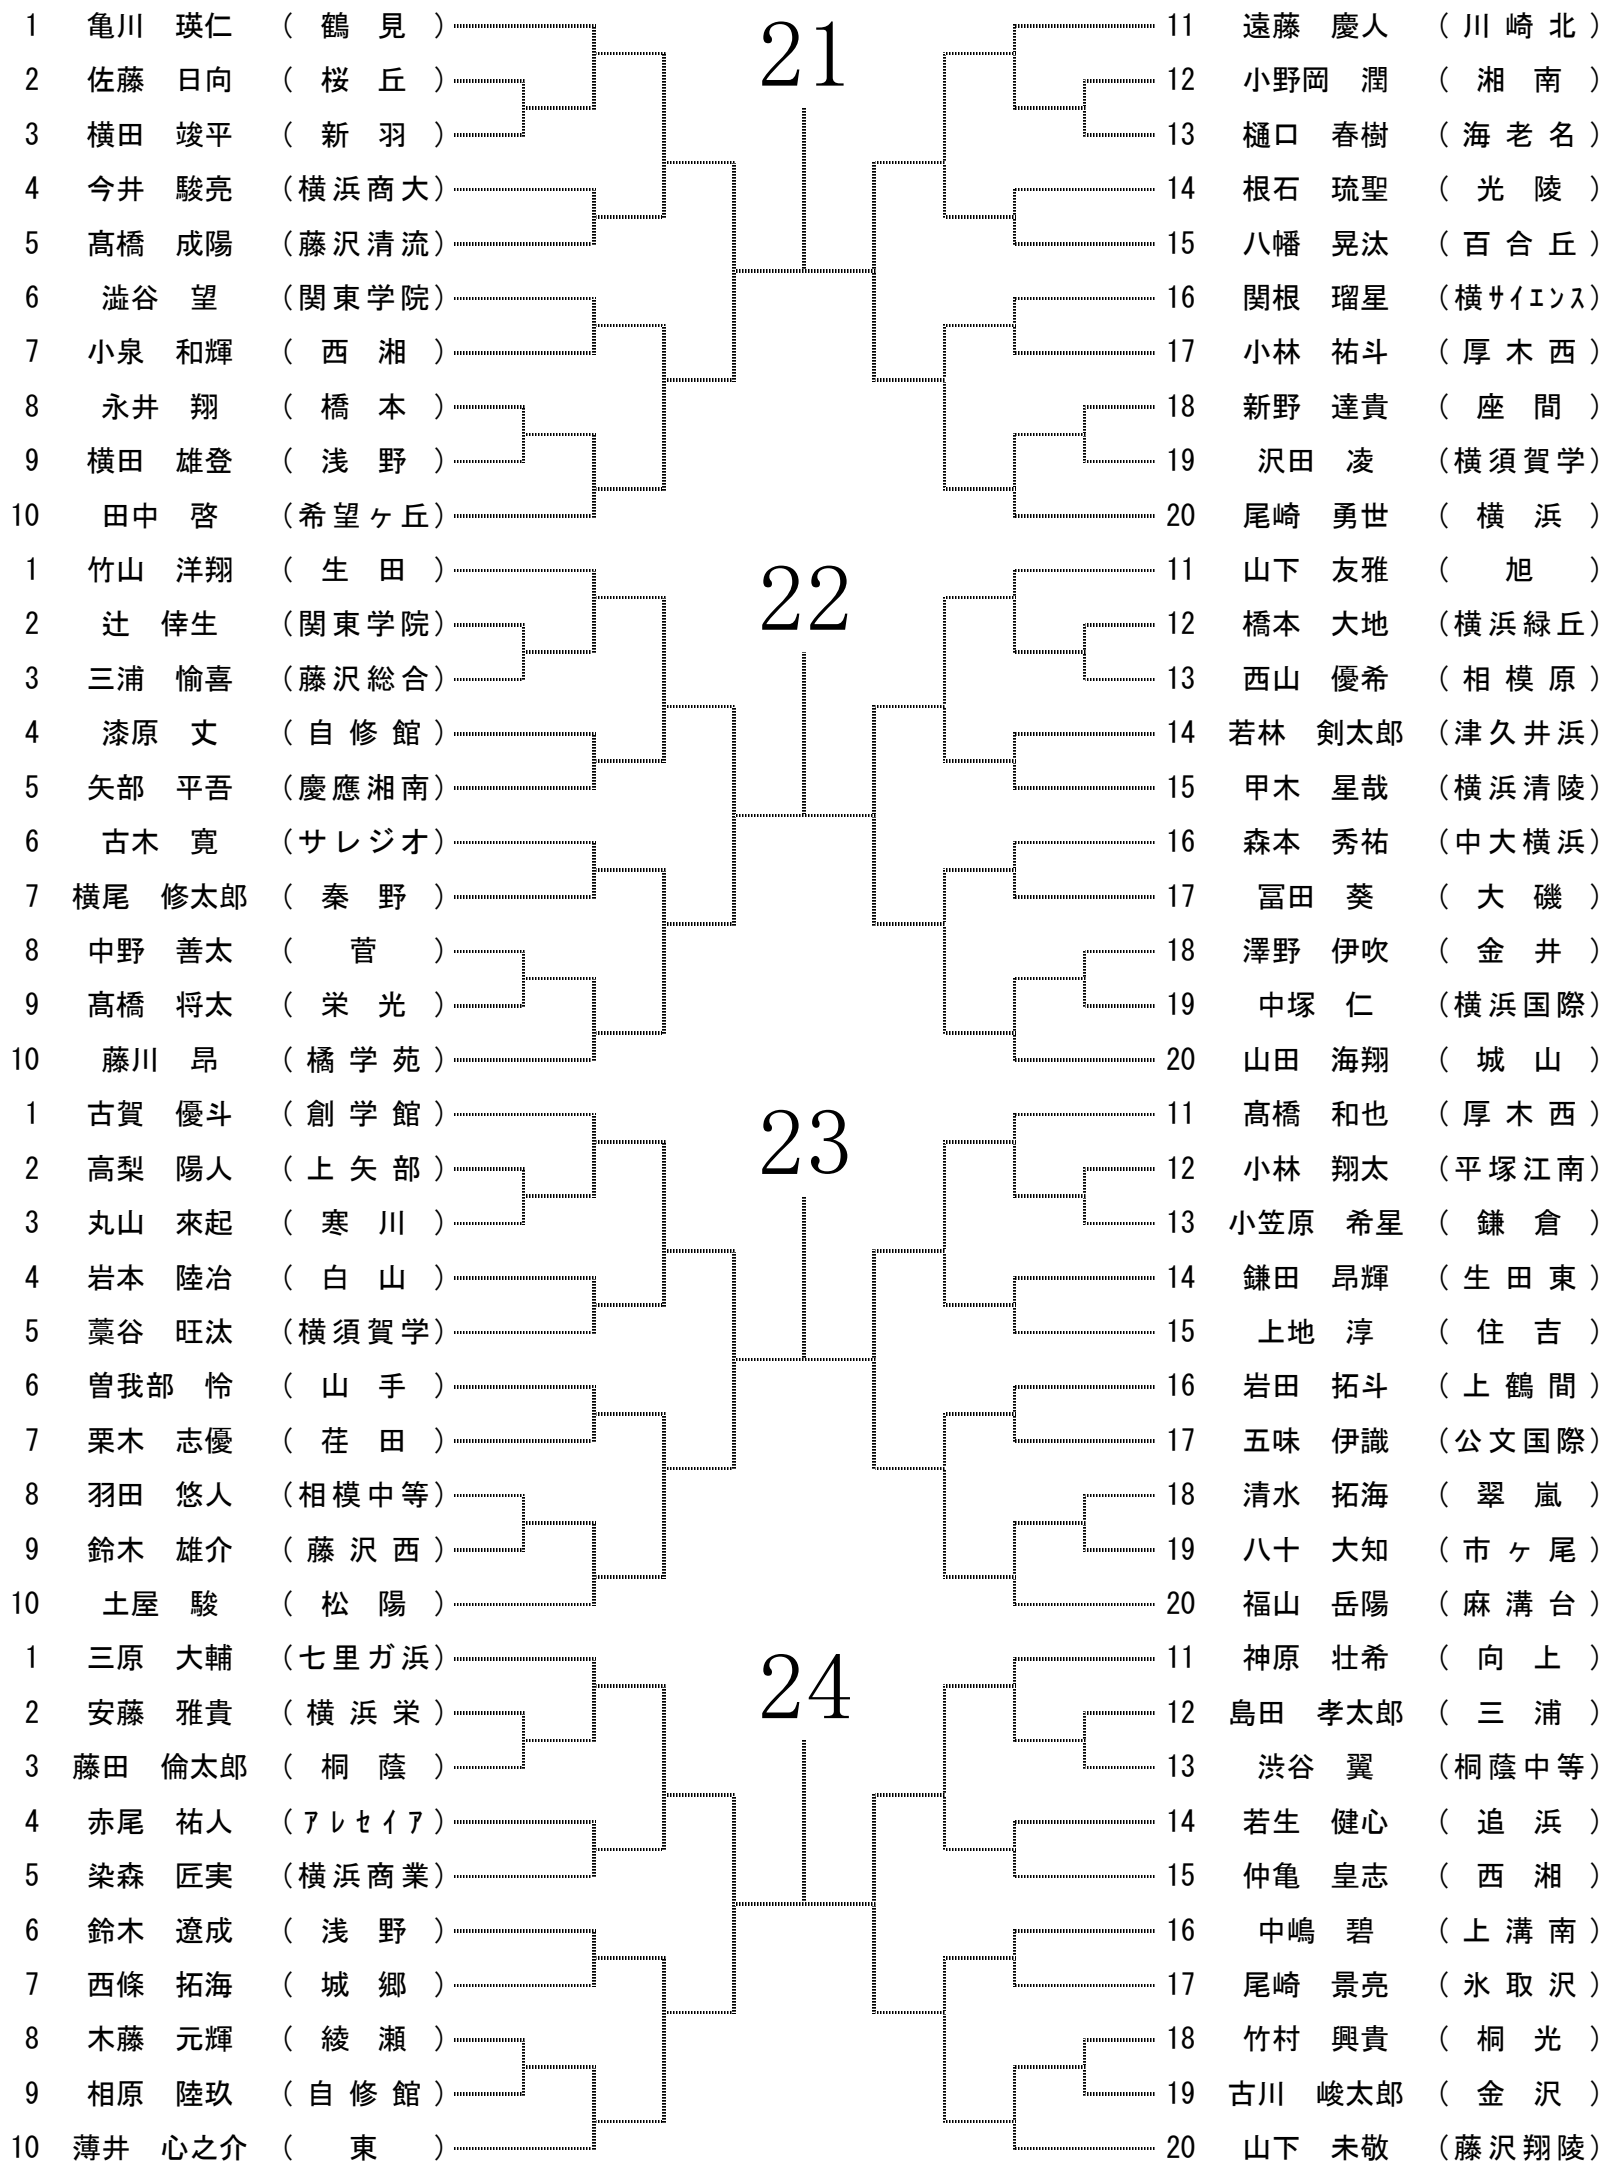 21
1 亀川 瑛仁 ( 鶴 見 )
2 佐藤 日向 ( 桜 丘 )
3 横田 竣平 ( 新 羽 )
4 今井 駿亮 (横浜商大)
5 髙橋 成陽 (藤沢清流)
6 澁谷 望 (関東学院)
7 小泉 和輝 ( 西 湘 )
8 永井 翔 ( 橋 本 )
9 横田 雄登 ( 浅 野 )
10 田中 啓 (希望ヶ丘)
11 遠藤 慶人 ( 川 崎 北 )
12 小野岡 潤 ( 湘 南 )
13 樋口 春樹 ( 海 老 名 )
14 根石 琉聖 ( 光 陵 )
15 八幡 晃汰 ( 百 合 丘 )
16 関根 瑠星 (横ｻｲｴﾝｽ)
17 小林 祐斗 ( 厚 木 西 )
18 新野 達貴 ( 座 間 )
19 沢田 凌 (横須賀学)
20 尾崎 勇世 ( 横 浜 )
22
1 竹山 洋翔 ( 生 田 )
2 辻 倖生 (関東学院)
3 三浦 愉喜 (藤沢総合)
4 漆原 丈 ( 自 修 館 )
5 矢部 平吾 (慶應湘南)
6 古木 寛 (サレジオ)
7 横尾 修太郎 ( 秦 野 )
8 中野 善太 ( 菅 )
9 髙橋 将太 ( 栄 光 )
10 藤川 昂 ( 橘 学 苑 )
11 山下 友雅 ( 旭 )
12 橋本 大地 (横浜緑丘)
13 西山 優希 ( 相 模 原 )
14 若林 剣太郎 (津久井浜)
15 甲木 星哉 (横浜清陵)
16 森本 秀祐 (中大横浜)
17 冨田 葵 ( 大 磯 )
18 澤野 伊吹 ( 金 井 )
19 中塚 仁 (横浜国際)
20 山田 海翔 ( 城 山 )
23
1 古賀 優斗 ( 創 学 館 )
2 高梨 陽人 ( 上 矢 部 )
3 丸山 來起 ( 寒 川 )
4 岩本 陸冶 ( 白 山 )
5 藁谷 旺汰 (横須賀学)
6 曽我部 怜 ( 山 手 )
7 栗木 志優 ( 荏 田 )
8 羽田 悠人 (相模中等)
9 鈴木 雄介 ( 藤 沢 西 )
10 土屋 駿 ( 松 陽 )
11 髙橋 和也 ( 厚 木 西 )
12 小林 翔太 (平塚江南)
13 小笠原 希星 ( 鎌 倉 )
14 鎌田 昂輝 ( 生 田 東 )
15 上地 淳 ( 住 吉 )
16 岩田 拓斗 ( 上 鶴 間 )
17 五味 伊識 (公文国際)
18 清水 拓海 ( 翠 嵐 )
19 八十 大知 ( 市 ヶ 尾 )
20 福山 岳陽 ( 麻 溝 台 )
24
1 三原 大輔 (七里ガ浜)
2 安藤 雅貴 ( 横 浜 栄 )
3 藤田 倫太郎 ( 桐 蔭 )
4 赤尾 祐人 (ｱﾚｾｲｱ)
5 染森 匠実 (横浜商業)
6 鈴木 遼成 ( 浅 野 )
7 西條 拓海 ( 城 郷 )
8 木藤 元輝 ( 綾 瀬 )
9 相原 陸玖 ( 自 修 館 )
10 薄井 心之介 ( 東 )
11 神原 壮希 ( 向 上 )
12 島田 孝太郎 ( 三 浦 )
13 渋谷 翼 (桐蔭中等)
14 若生 健心 ( 追 浜 )
15 仲亀 皇志 ( 西 湘 )
16 中嶋 碧 ( 上 溝 南 )
17 尾崎 景亮 ( 氷 取 沢 )
18 竹村 興貴 ( 桐 光 )
19 古川 峻太郎 ( 金 沢 )
20 山下 未敬 (藤沢翔陵)